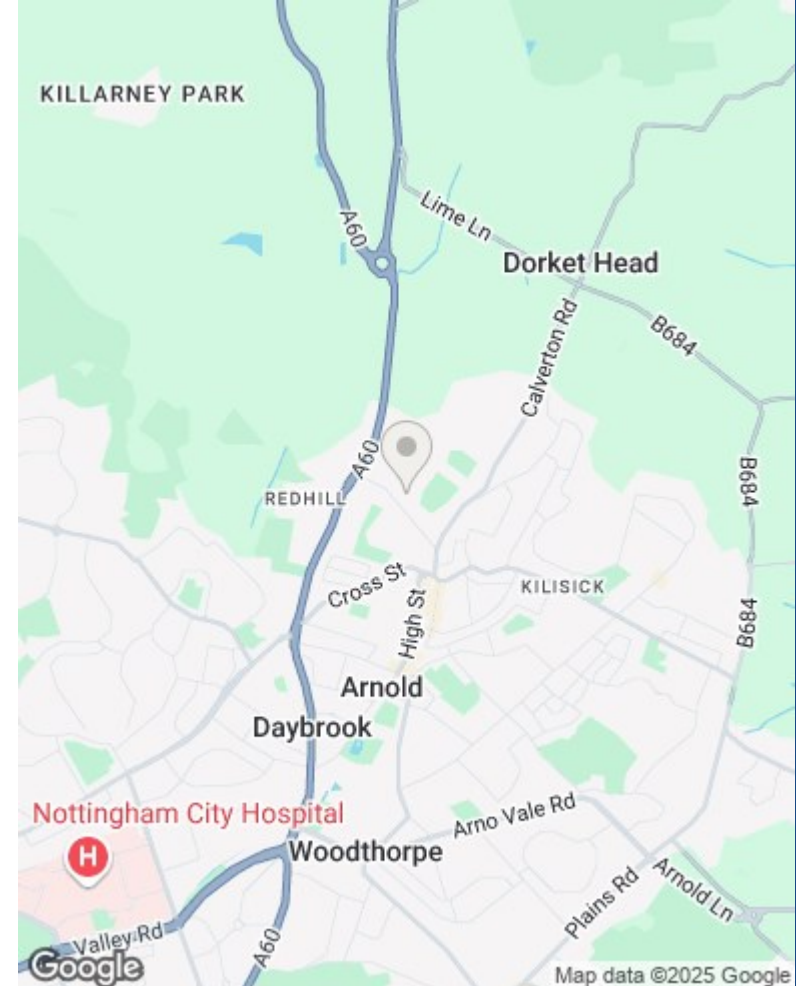 KILLARNEY PARK
A60
Lime Ln
Dorket Head
Calverton Rd
B684
A60
B684
REDHILL
Cross St
High St
KILISICK
B684
Arnold
Daybrook
Nottingham City Hospital
H
Arno Vale Rd
Woodthorpe
Arnold Ln
Plains Rd
Valley Rd
A60
Google
Map data ©2025 Google